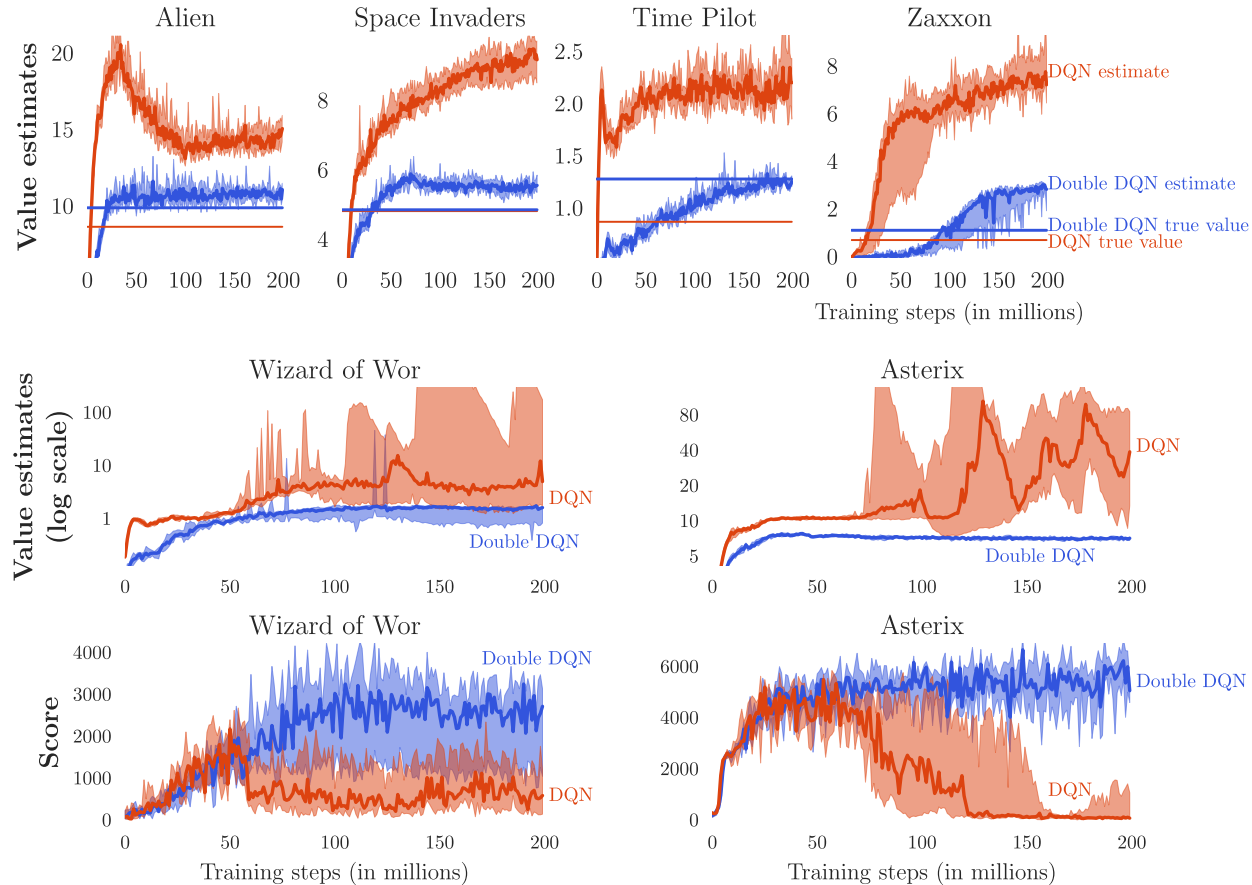 Alien
Space Invaders
Time Pilot
Zaxxon
Value estimates
20
15
10
0 50 100 150 200
8
6
4
0 50 100 150 200
2.5
2.0
1.5
1.0
0 50 100 150 200
8
6
4
2
0
0 50 100 150 200
DQN estimate
Double DQN estimate
Double DQN true value
DQN true value
Training steps (in millions)
Wizard of Wor
Asterix
Value estimates
(log scale)
100
10
1
0 50 100 150 200
DQN
Double DQN
80
40
20
10
5
0 50 100 150 200
DQN
Double DQN
Wizard of Wor
Asterix
Score
4000
3000
2000
1000
0
0 50 100 150 200
Double DQN
DQN
Training steps (in millions)
6000
4000
2000
0
0 50 100 150 200
Double DQN
DQN
Training steps (in millions)